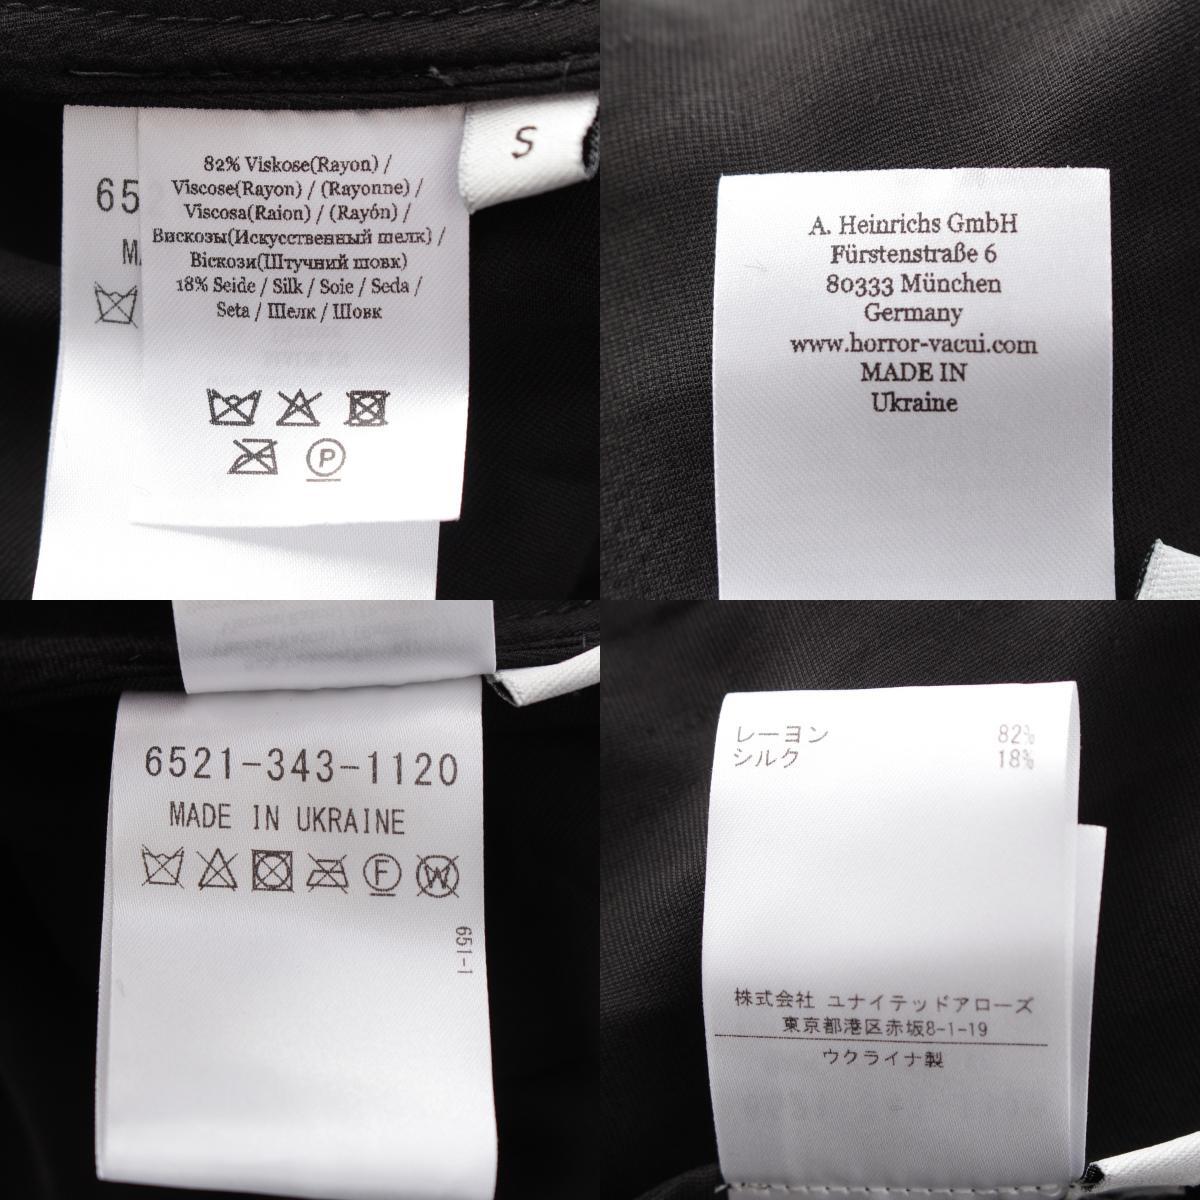 82% Viskose(Rayon) /
Viscose(Rayon) / (Rayonne) /
Viscosa(Raion) / (Rayón) /
Вискозы(Искусственный шелк) /
Віскози(Штучний шовк)
18% Seide / Silk / Soie / Seda /
Seta / Шелк / Шовк
P
65
M
S
A. Heinrichs GmbH
Fürstenstraße 6
80333 München
Germany
www.horror-vacui.com
MADE IN
Ukraine
6521-343-1120
MADE IN UKRAINE
F W
651-1
レーヨン 82%
シルク 18%
株式会社 ユナイテッドアローズ
東京都港区赤坂8-1-19
ウクライナ製